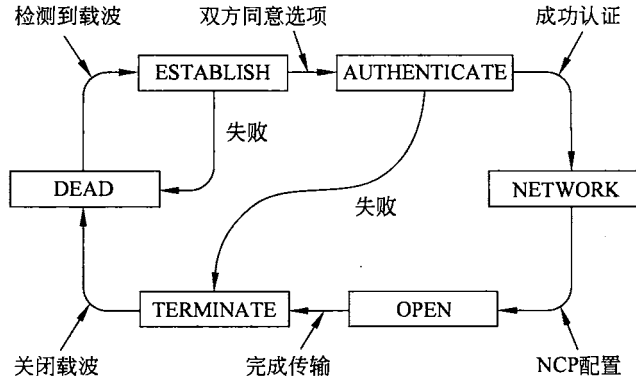 检测到载波
双方同意选项
成功认证
ESTABLISH
AUTHENTICATE
失败
DEAD
失败
NETWORK
TERMINATE
OPEN
关闭载波
完成传输
NCP配置